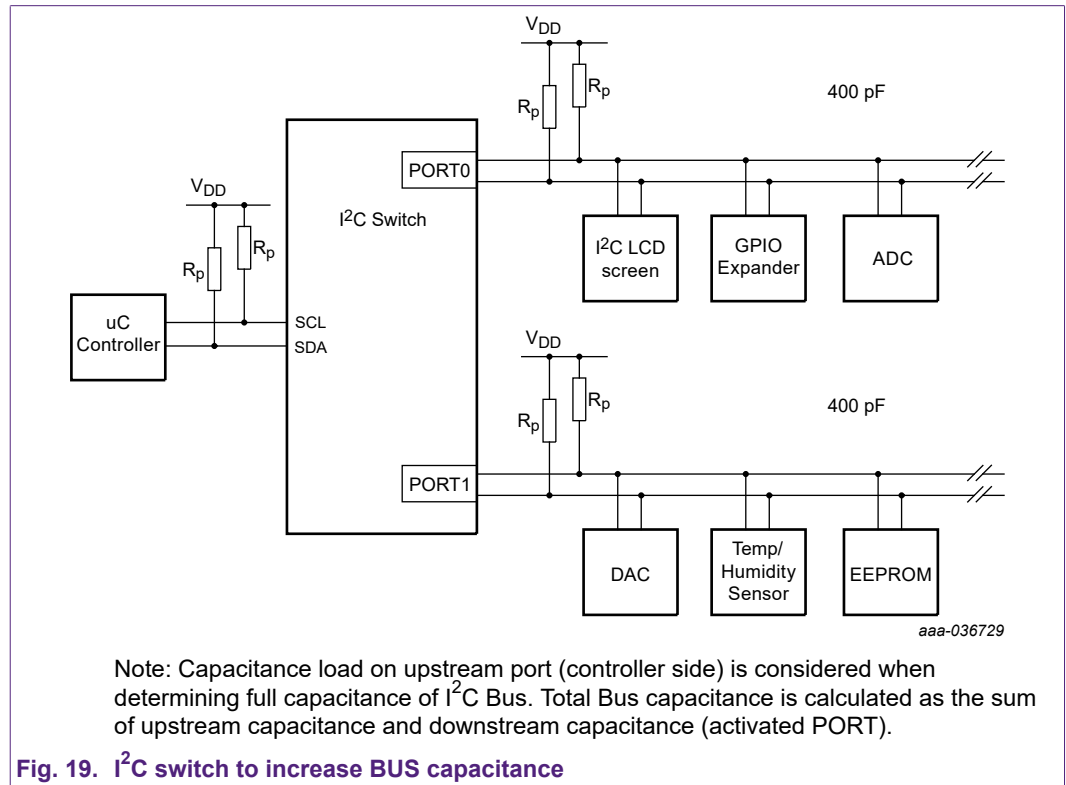 VDD
Rp
Rp
400 pF
PORT0
VDD
I2C Switch
Rp
Rp
I2C LCD
screen
GPIO
Expander
ADC
uC
Controller
SCL
SDA
VDD
Rp
Rp
400 pF
PORT1
DAC
Temp/
Humidity
Sensor
EEPROM
aaa-036729
Note: Capacitance load on upstream port (controller side) is considered when
determining full capacitance of I2C Bus. Total Bus capacitance is calculated as the sum
of upstream capacitance and downstream capacitance (activated PORT).
Fig. 19. I2C switch to increase BUS capacitance